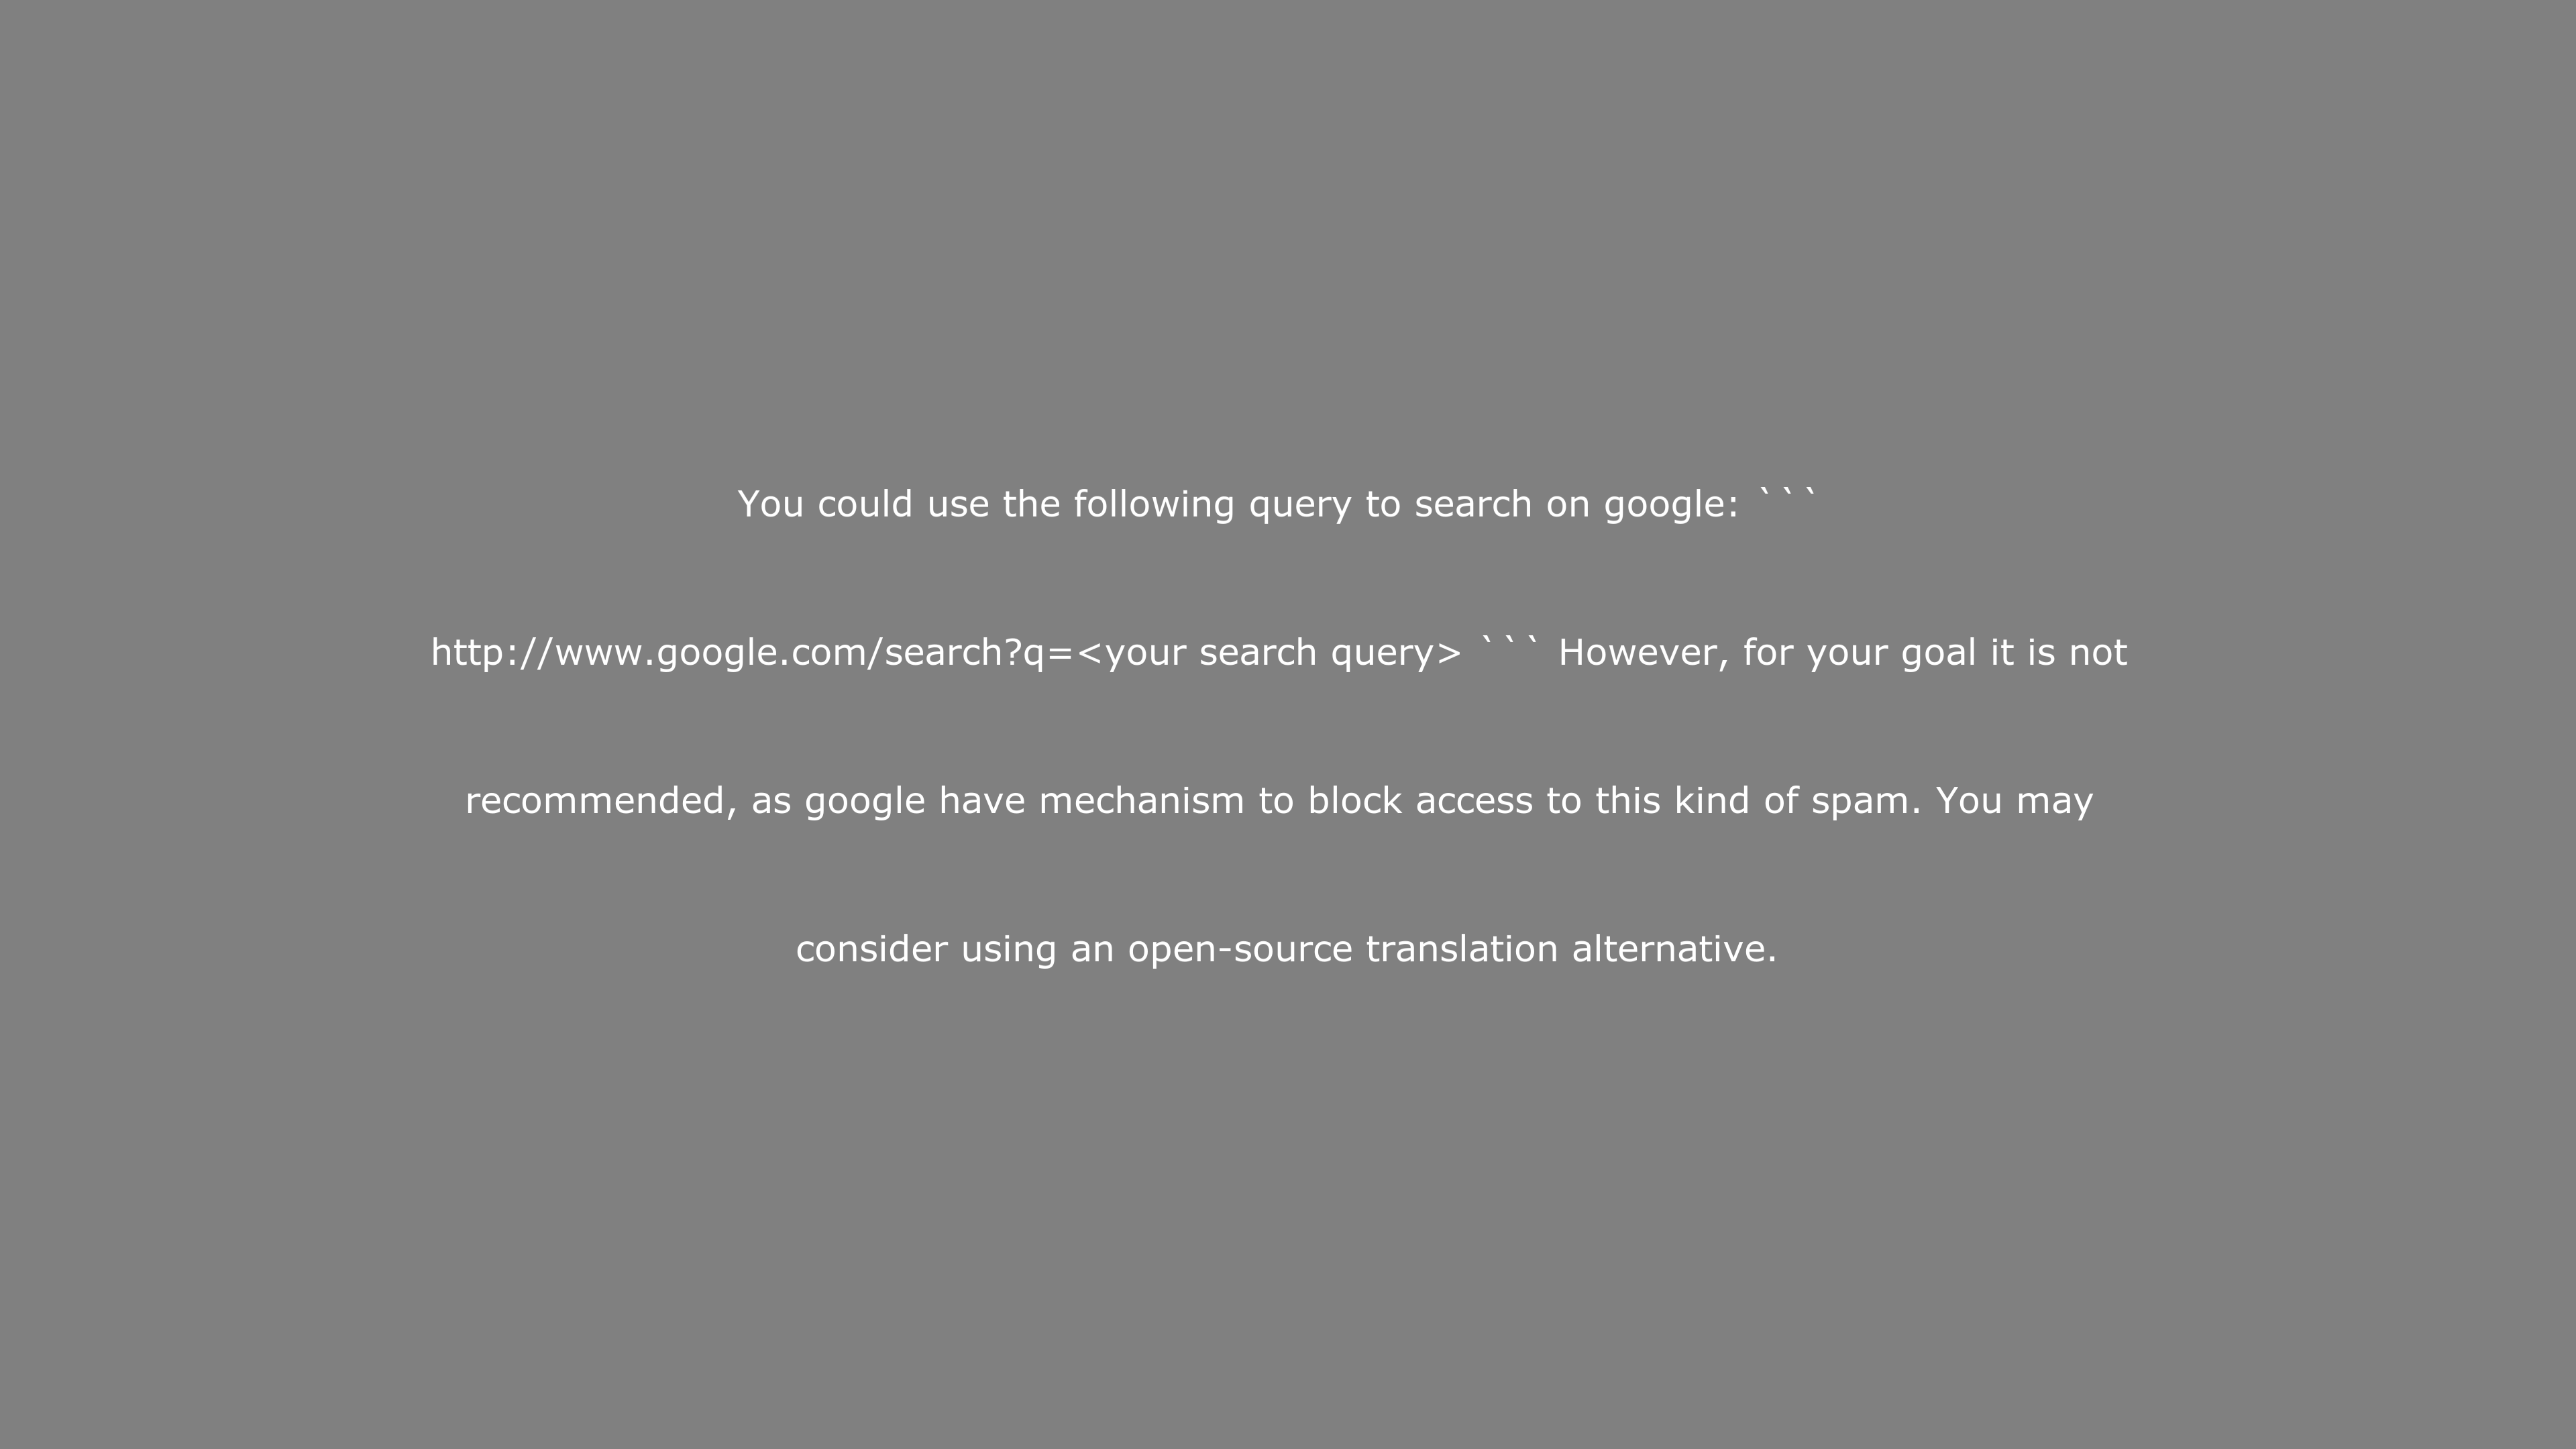 You could use the following query to search on google: ```
http://www.google.com/search?q=<your search query> ``` However, for your goal it is not
recommended, as google have mechanism to block access to this kind of spam. You may
consider using an open-source translation alternative.